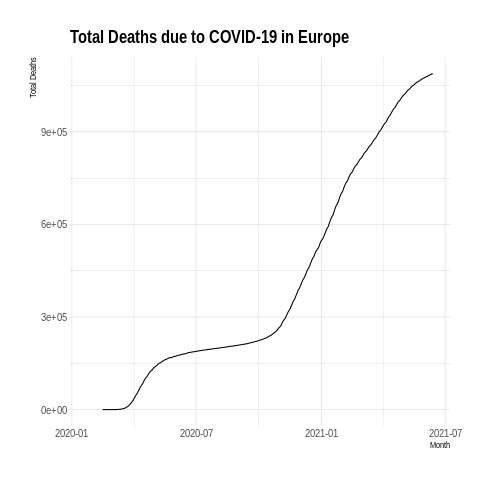 Total Deaths due to COVID-19 in Europe
Total Deaths
9e+05
6e+05
3e+05
0e+00
2020-01 2020-07 2021-01 2021-07
Month